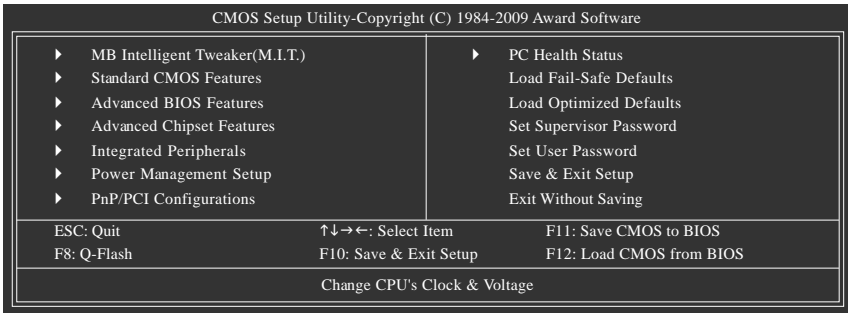 CMOS Setup Utility-Copyright (C) 1984-2009 Award Software
MB Intelligent Tweaker(M.I.T.)
Standard CMOS Features
Advanced BIOS Features
Advanced Chipset Features
Integrated Peripherals
Power Management Setup
PnP/PCI Configurations
PC Health Status
Load Fail-Safe Defaults
Load Optimized Defaults
Set Supervisor Password
Set User Password
Save & Exit Setup
Exit Without Saving
ESC: Quit ↑↓→←: Select Item F11: Save CMOS to BIOS
F8: Q-Flash F10: Save & Exit Setup F12: Load CMOS from BIOS
Change CPU's Clock & Voltage